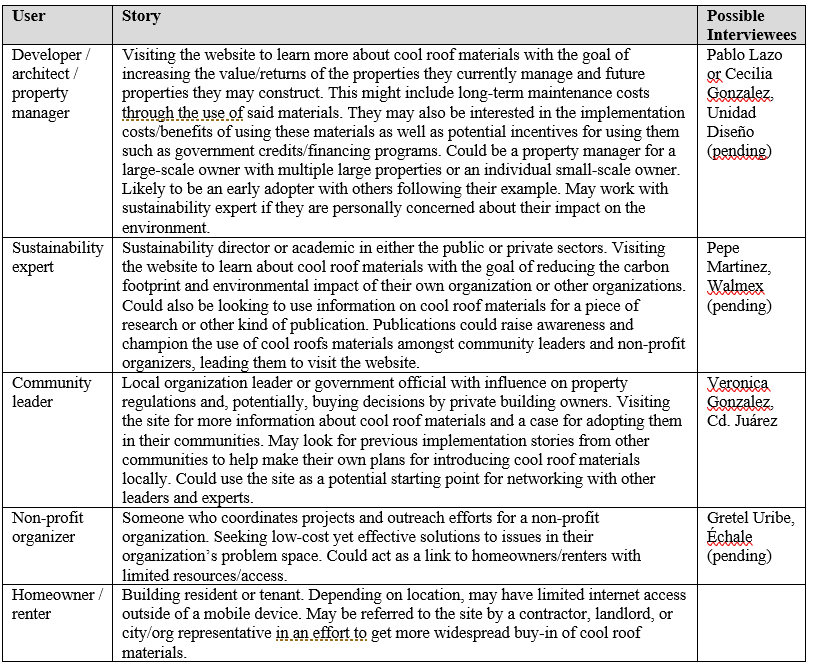 User
Story
Possible
Interviewees
Developer /
architect /
property
manager
Visiting the website to learn more about cool roof materials with the goal of
increasing the value/returns of the properties they currently manage and future
properties they may construct. This might include long-term maintenance costs
through the use of said materials. They may also be interested in the implementation
costs/benefits of using these materials as well as potential incentives for using them
such as government credits/financing programs. Could be a property manager for a
large-scale owner with multiple large properties or an individual small-scale owner.
Likely to be an early adopter with others following their example. May work with
sustainability expert if they are personally concerned about their impact on the
environment.
Pablo Lazo
or Cecilia
Gonzalez,
Unidad
Diseño
(pending)
Sustainability
expert
Sustainability director or academic in either the public or private sectors. Visiting
the website to learn about cool roof materials with the goal of reducing the carbon
footprint and environmental impact of their own organization or other organizations.
Could also be looking to use information on cool roof materials for a piece of
research or other kind of publication. Publications could raise awareness and
champion the use of cool roofs materials amongst community leaders and non-profit
organizers, leading them to visit the website.
Pepe
Martinez,
Walmex
(pending)
Community
leader
Local organization leader or government official with influence on property
regulations and, potentially, buying decisions by private building owners. Visiting
the site for more information about cool roof materials and a case for adopting them
in their communities. May look for previous implementation stories from other
communities to help make their own plans for introducing cool roof materials
locally. Could use the site as a potential starting point for networking with other
leaders and experts.
Veronica
Gonzalez,
Cd. Juárez
Non-profit
organizer
Someone who coordinates projects and outreach efforts for a non-profit
organization. Seeking low-cost yet effective solutions to issues in their
organization's problem space. Could act as a link to homeowners/renters with
limited resources/access.
Gretel Uribe,
Échale
(pending)
Homeowner /
renter
Building resident or tenant. Depending on location, may have limited internet access
outside of a mobile device. May be referred to the site by a contractor, landlord, or
city/org representative in an effort to get more widespread buy-in of cool roof
materials.